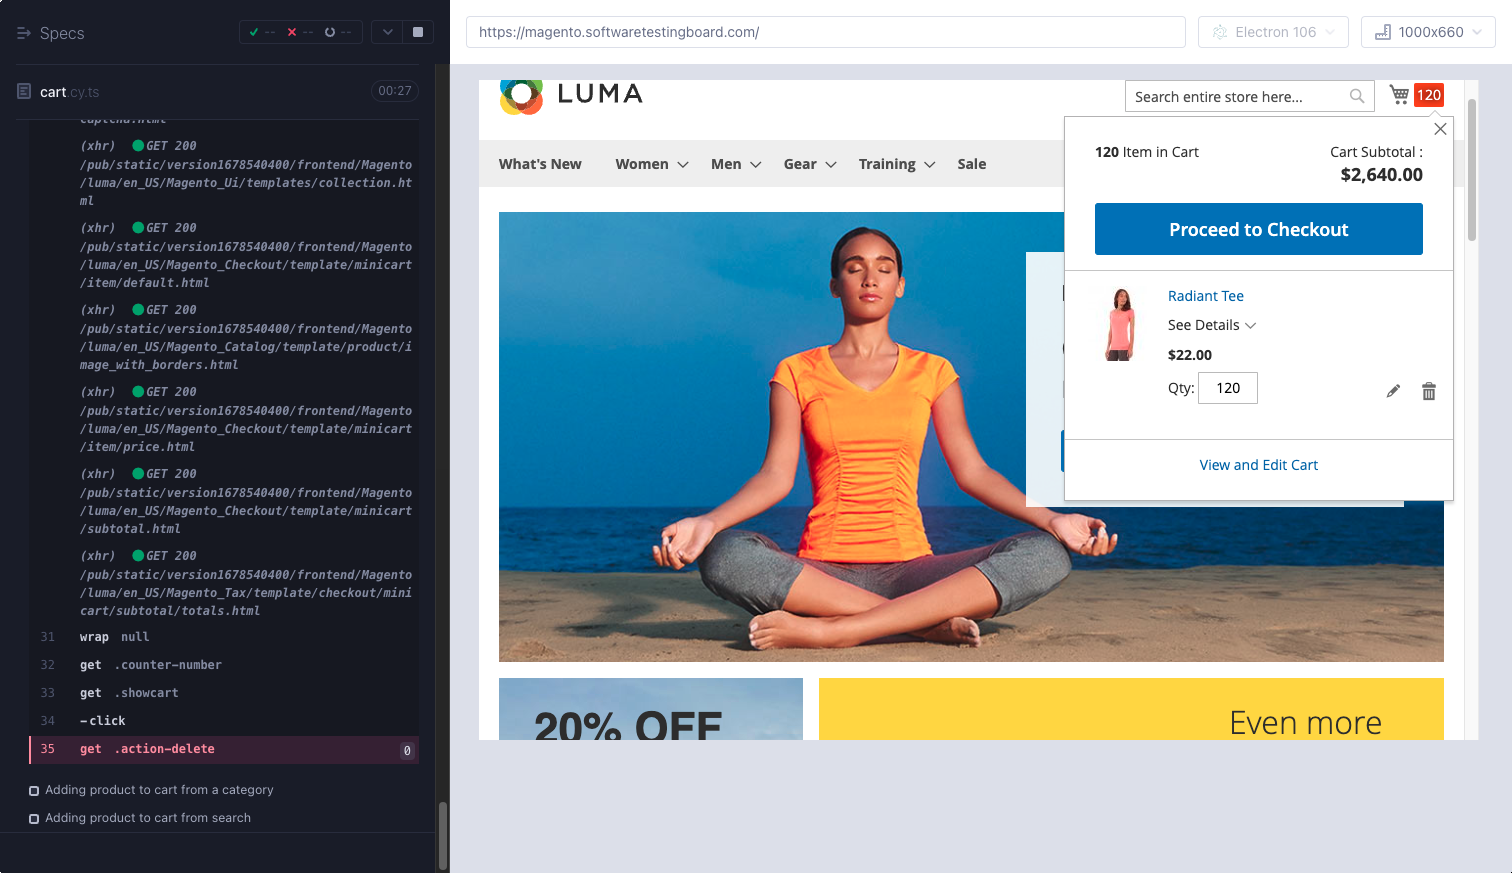 Specs
-- -- --
cart.cy.ts
00:27
captcha.html
(xhr) GET 200
/pub/static/version1678540400/frontend/Magento
/luma/en_US/Magento_Ui/templates/collection.ht
ml
(xhr) GET 200
/pub/static/version1678540400/frontend/Magento
/luma/en_US/Magento_Checkout/template/minicart
/item/default.html
(xhr) GET 200
/pub/static/version1678540400/frontend/Magento
/luma/en_US/Magento_Catalog/template/product/i
mage_with_borders.html
(xhr) GET 200
/pub/static/version1678540400/frontend/Magento
/luma/en_US/Magento_Checkout/template/minicart
/item/price.html
(xhr) GET 200
/pub/static/version1678540400/frontend/Magento
/luma/en_US/Magento_Checkout/template/minicart
/subtotal.html
(xhr) GET 200
/pub/static/version1678540400/frontend/Magento
/luma/en_US/Magento_Tax/template/checkout/mini
cart/subtotal/totals.html
31 wrap null
32 get .counter-number
33 get .showcart
34 -click
35 get .action-delete 0
Adding product to cart from a category
Adding product to cart from search
https://magento.softwaretestingboard.com/
Electron 106
1000x660
LUMA
Search entire store here...
120
What's New Women Men Gear Training Sale
120 Item in Cart
Cart Subtotal :
$2,640.00
Proceed to Checkout
Radiant Tee
See Details
$22.00
Qty: 120
View and Edit Cart
20% OFF
Even more